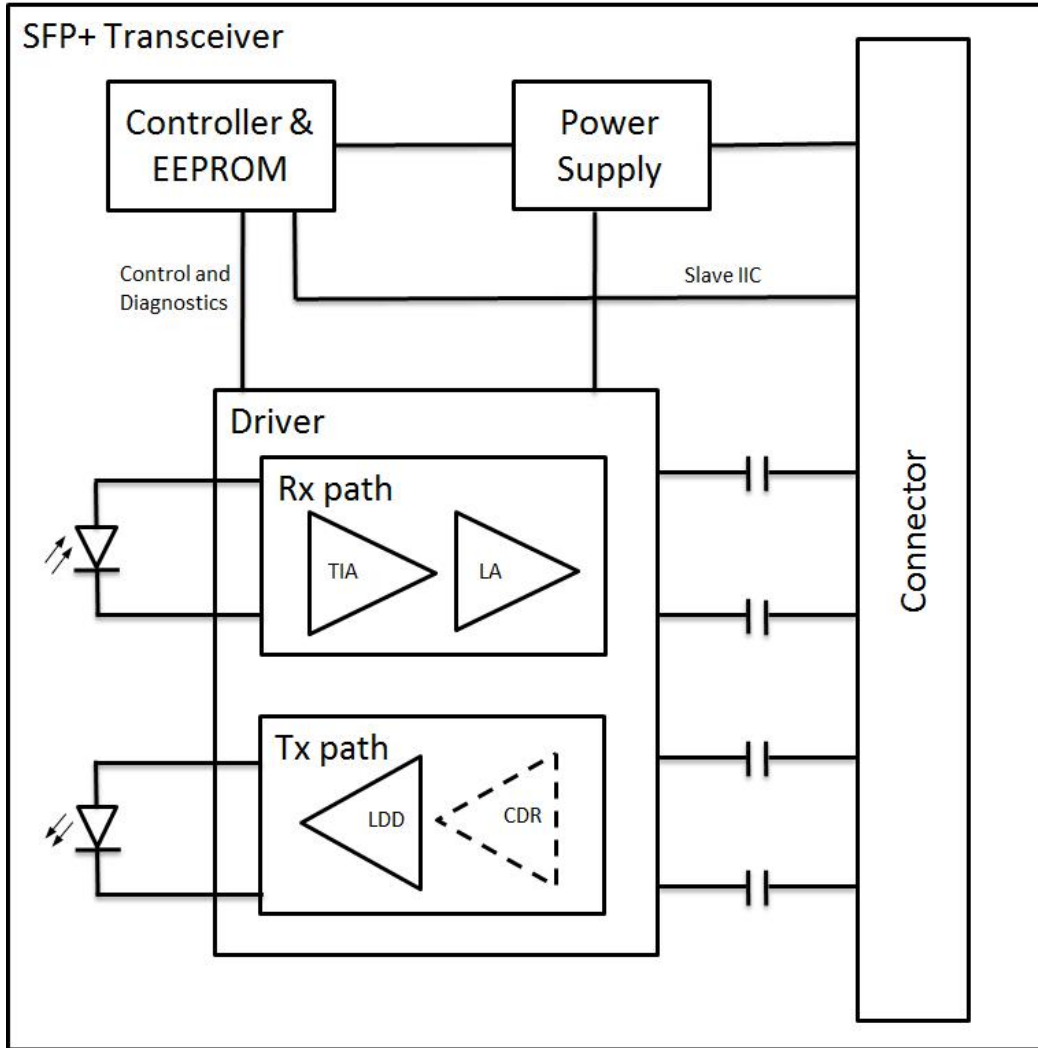 SFP+ Transceiver
Controller &
EEPROM
Power
Supply
Control and
Diagnostics
Slave IIC
Driver
Rx path
TIA
LA
Connector
Tx path
LDD
CDR